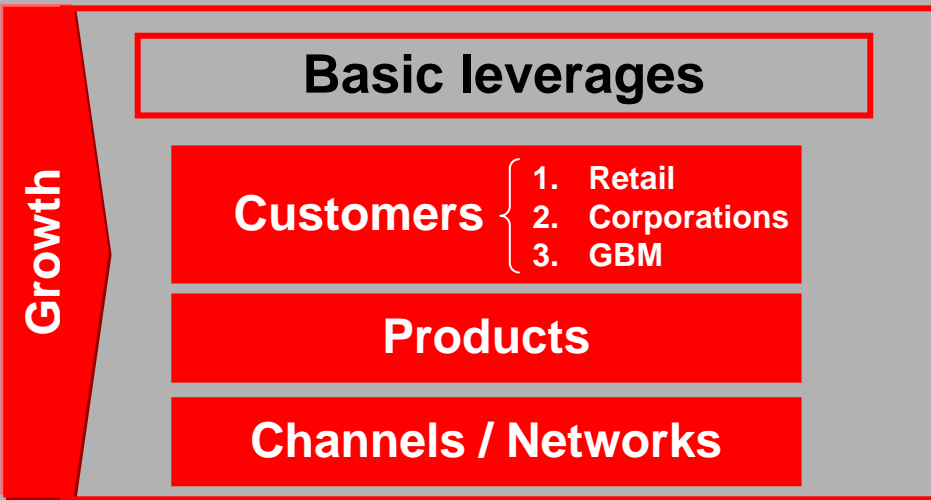 Growth
Basic leverages
Customers
1. Retail
2. Corporations
3. GBM
Products
Channels / Networks